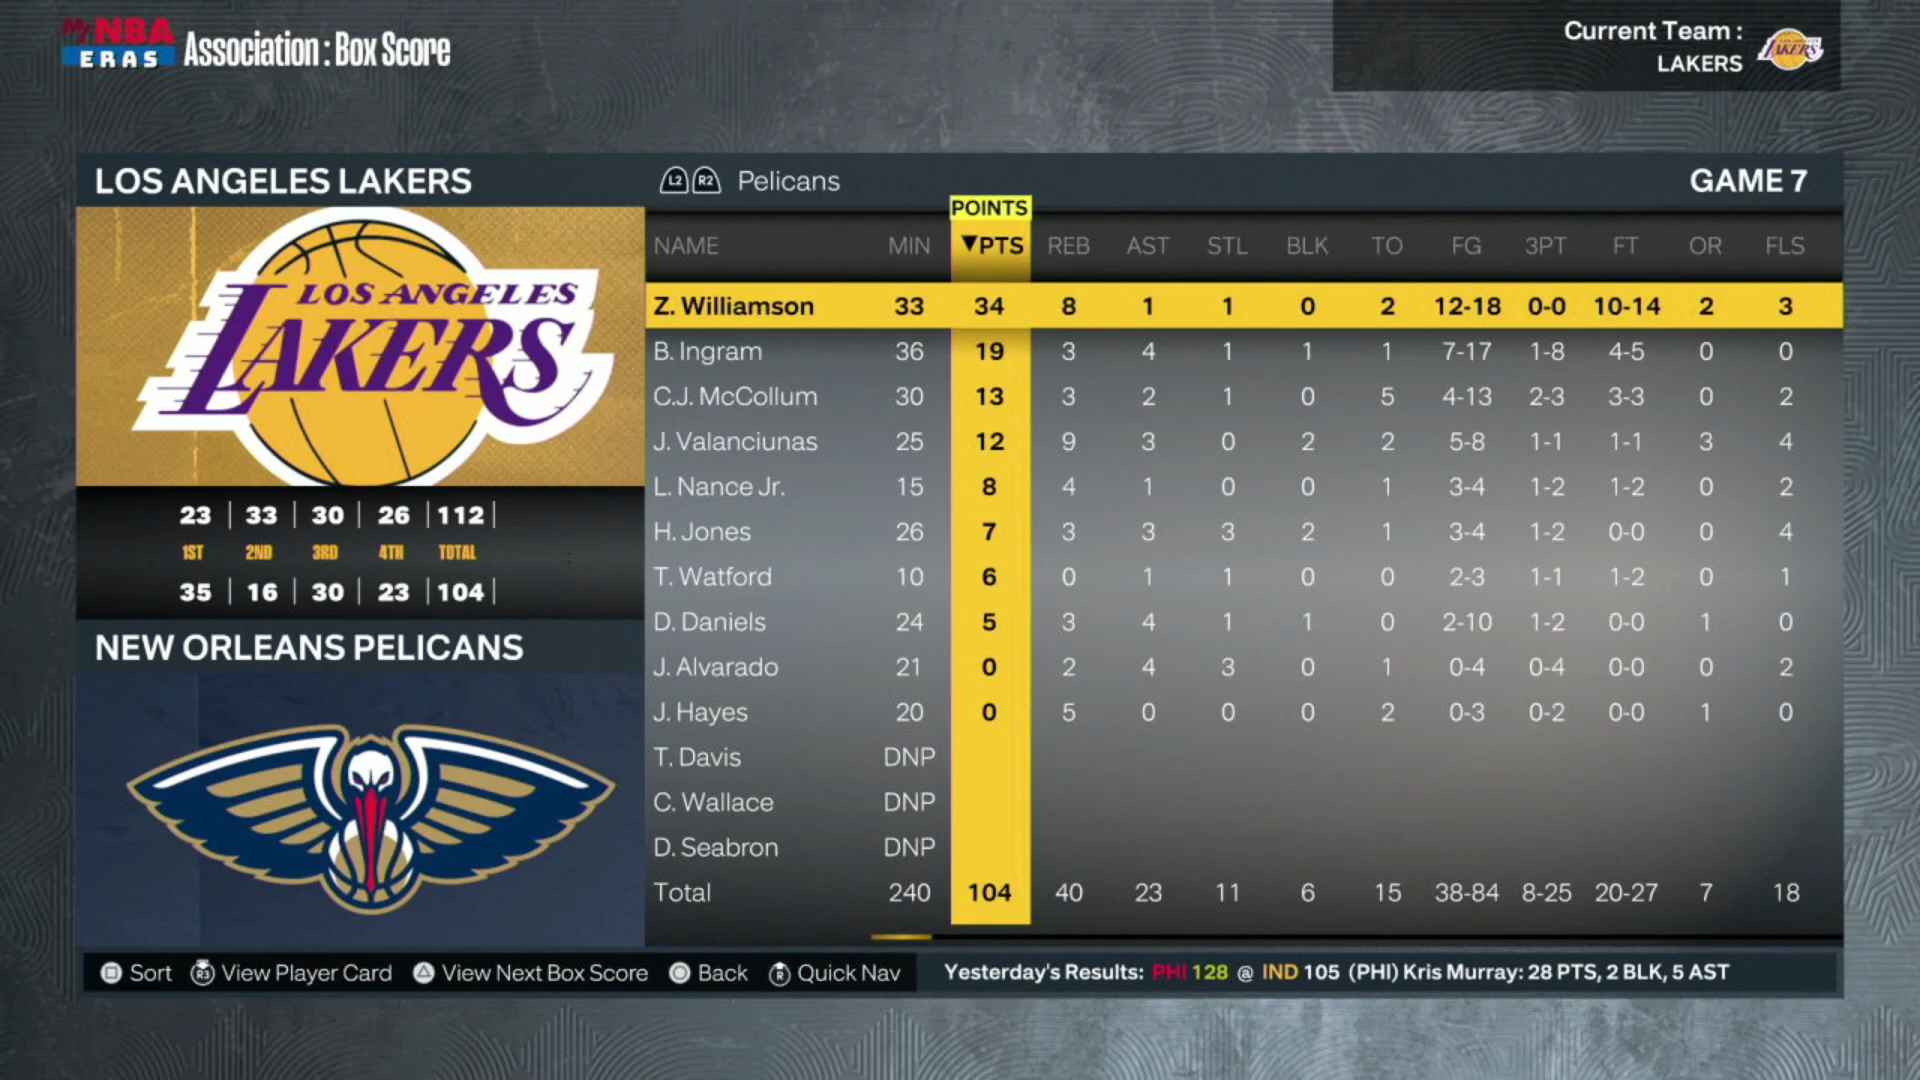 My NBA ERAS Association : Box Score
Current Team :
LAKERS
LAKERS
LOS ANGELES LAKERS
LOS ANGELES
LAKERS
23 33 30 26 112
1ST 2ND 3RD 4TH TOTAL
35 16 30 23 104
NEW ORLEANS PELICANS
L2 R2 Pelicans GAME 7
POINTS
NAME MIN ▼PTS REB AST STL BLK TO FG 3PT FT OR FLS
Z. Williamson 33 34 8 1 1 0 2 12-18 0-0 10-14 2 3
B. Ingram 36 19 3 4 1 1 1 7-17 1-8 4-5 0 0
C.J. McCollum 30 13 3 2 1 0 5 4-13 2-3 3-3 0 2
J. Valanciunas 25 12 9 3 0 2 2 5-8 1-1 1-1 3 4
L. Nance Jr. 15 8 4 1 0 0 1 3-4 1-2 1-2 0 2
H. Jones 26 7 3 3 3 2 1 3-4 1-2 0-0 0 4
T. Watford 10 6 0 1 1 0 0 2-3 1-1 1-2 0 1
D. Daniels 24 5 3 4 1 1 0 2-10 1-2 0-0 1 0
J. Alvarado 21 0 2 4 3 0 1 0-4 0-4 0-0 0 2
J. Hayes 20 0 5 0 0 0 2 0-3 0-2 0-0 1 0
T. Davis DNP
C. Wallace DNP
D. Seabron DNP
Total 240 104 40 23 11 6 15 38-84 8-25 20-27 7 18
Sort R3 View Player Card View Next Box Score Back R Quick Nav
Yesterday's Results: PHI 128 @ IND 105 (PHI) Kris Murray: 28 PTS, 2 BLK, 5 AST